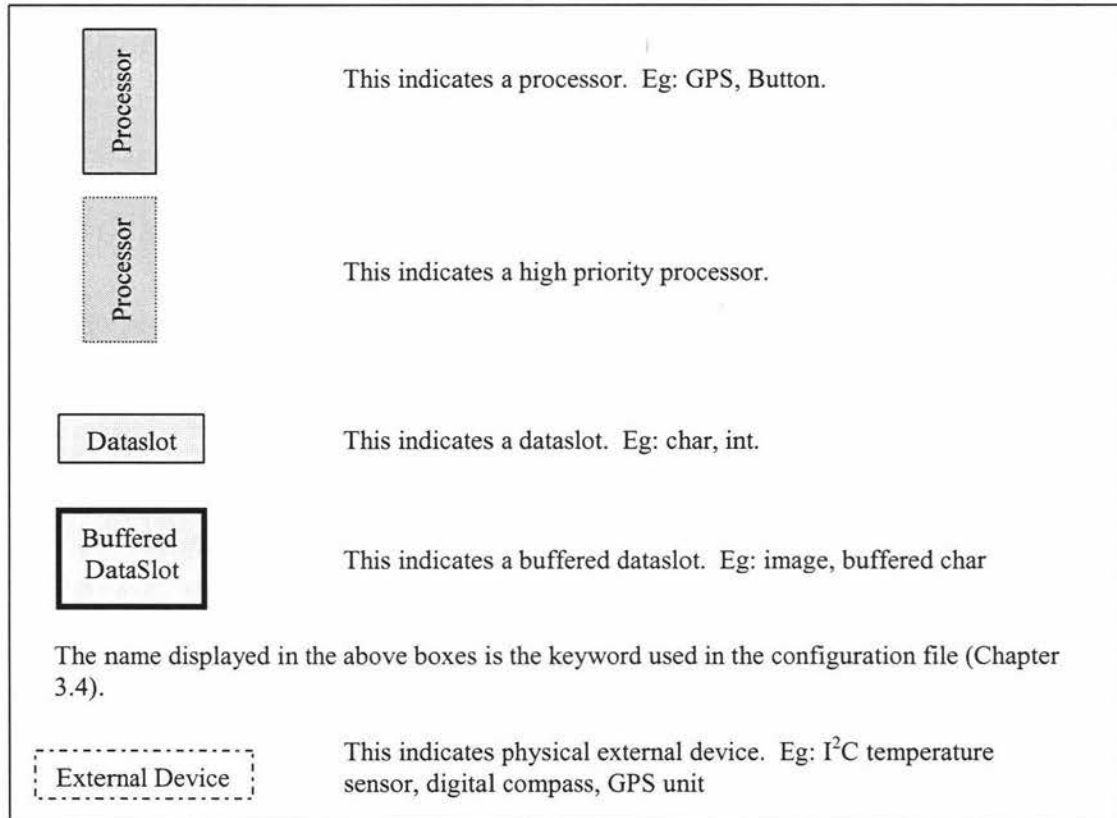 Processor
This indicates a processor. Eg: GPS, Button.
Processor
This indicates a high priority processor.
Dataslot
This indicates a dataslot. Eg: char, int.
Buffered
DataSlot
This indicates a buffered dataslot. Eg: image, buffered char
The name displayed in the above boxes is the keyword used in the configuration file (Chapter
3.4).
External Device
This indicates physical external device. Eg: I²C temperature
sensor, digital compass, GPS unit